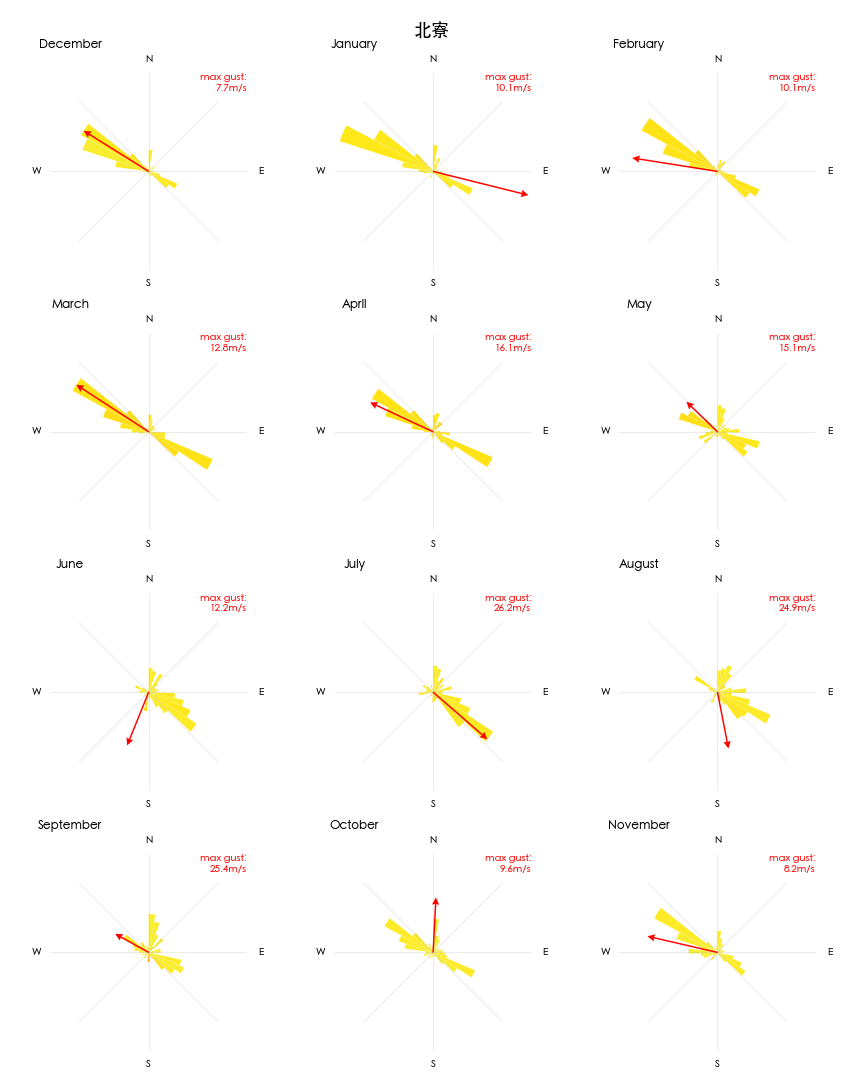 北寮
December
N
max gust:
7.7m/s
W
E
S
January
N
max gust:
10.1m/s
W
E
S
February
N
max gust:
10.1m/s
W
E
S
March
N
max gust:
12.8m/s
W
E
S
April
N
max gust:
16.1m/s
W
E
S
May
N
max gust:
15.1m/s
W
E
S
June
N
max gust:
12.2m/s
W
E
S
July
N
max gust:
26.2m/s
W
E
S
August
N
max gust:
24.9m/s
W
E
S
September
N
max gust:
25.4m/s
W
E
S
October
N
max gust:
9.6m/s
W
E
S
November
N
max gust:
8.2m/s
W
E
S